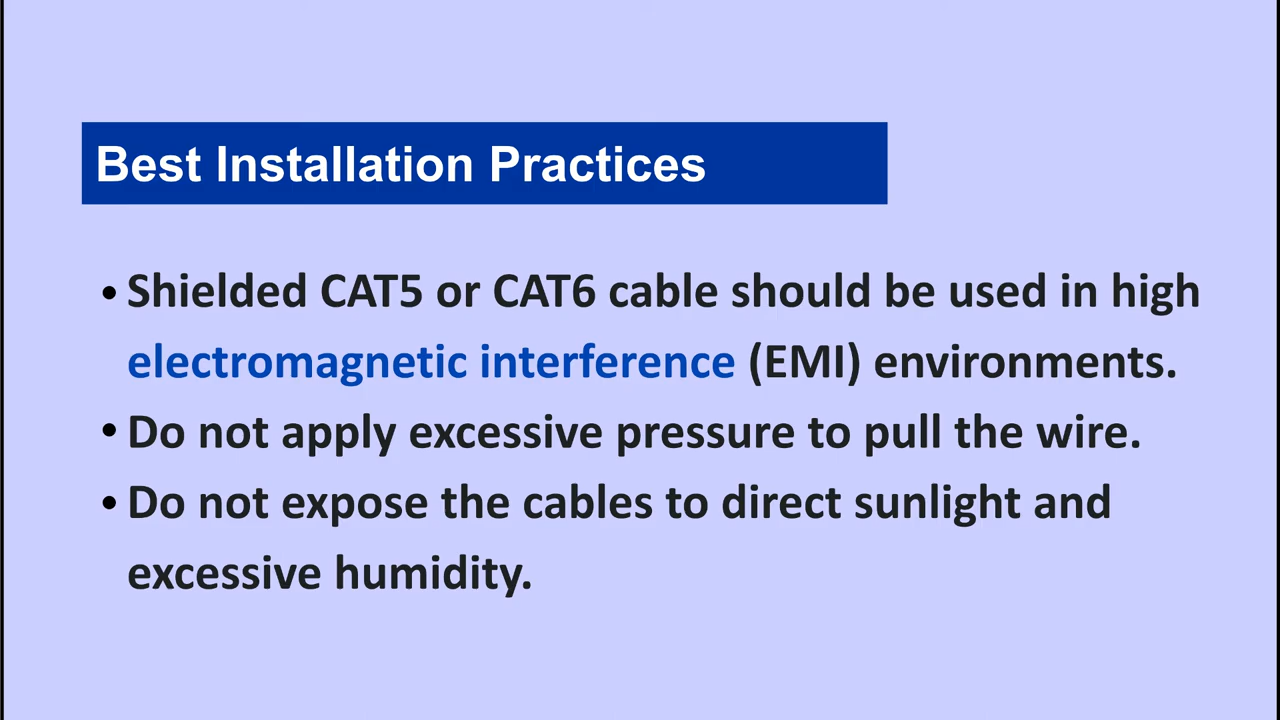 Best Installation Practices
• Shielded CAT5 or CAT6 cable should be used in high
electromagnetic interference (EMI) environments.
• Do not apply excessive pressure to pull the wire.
• Do not expose the cables to direct sunlight and
excessive humidity.